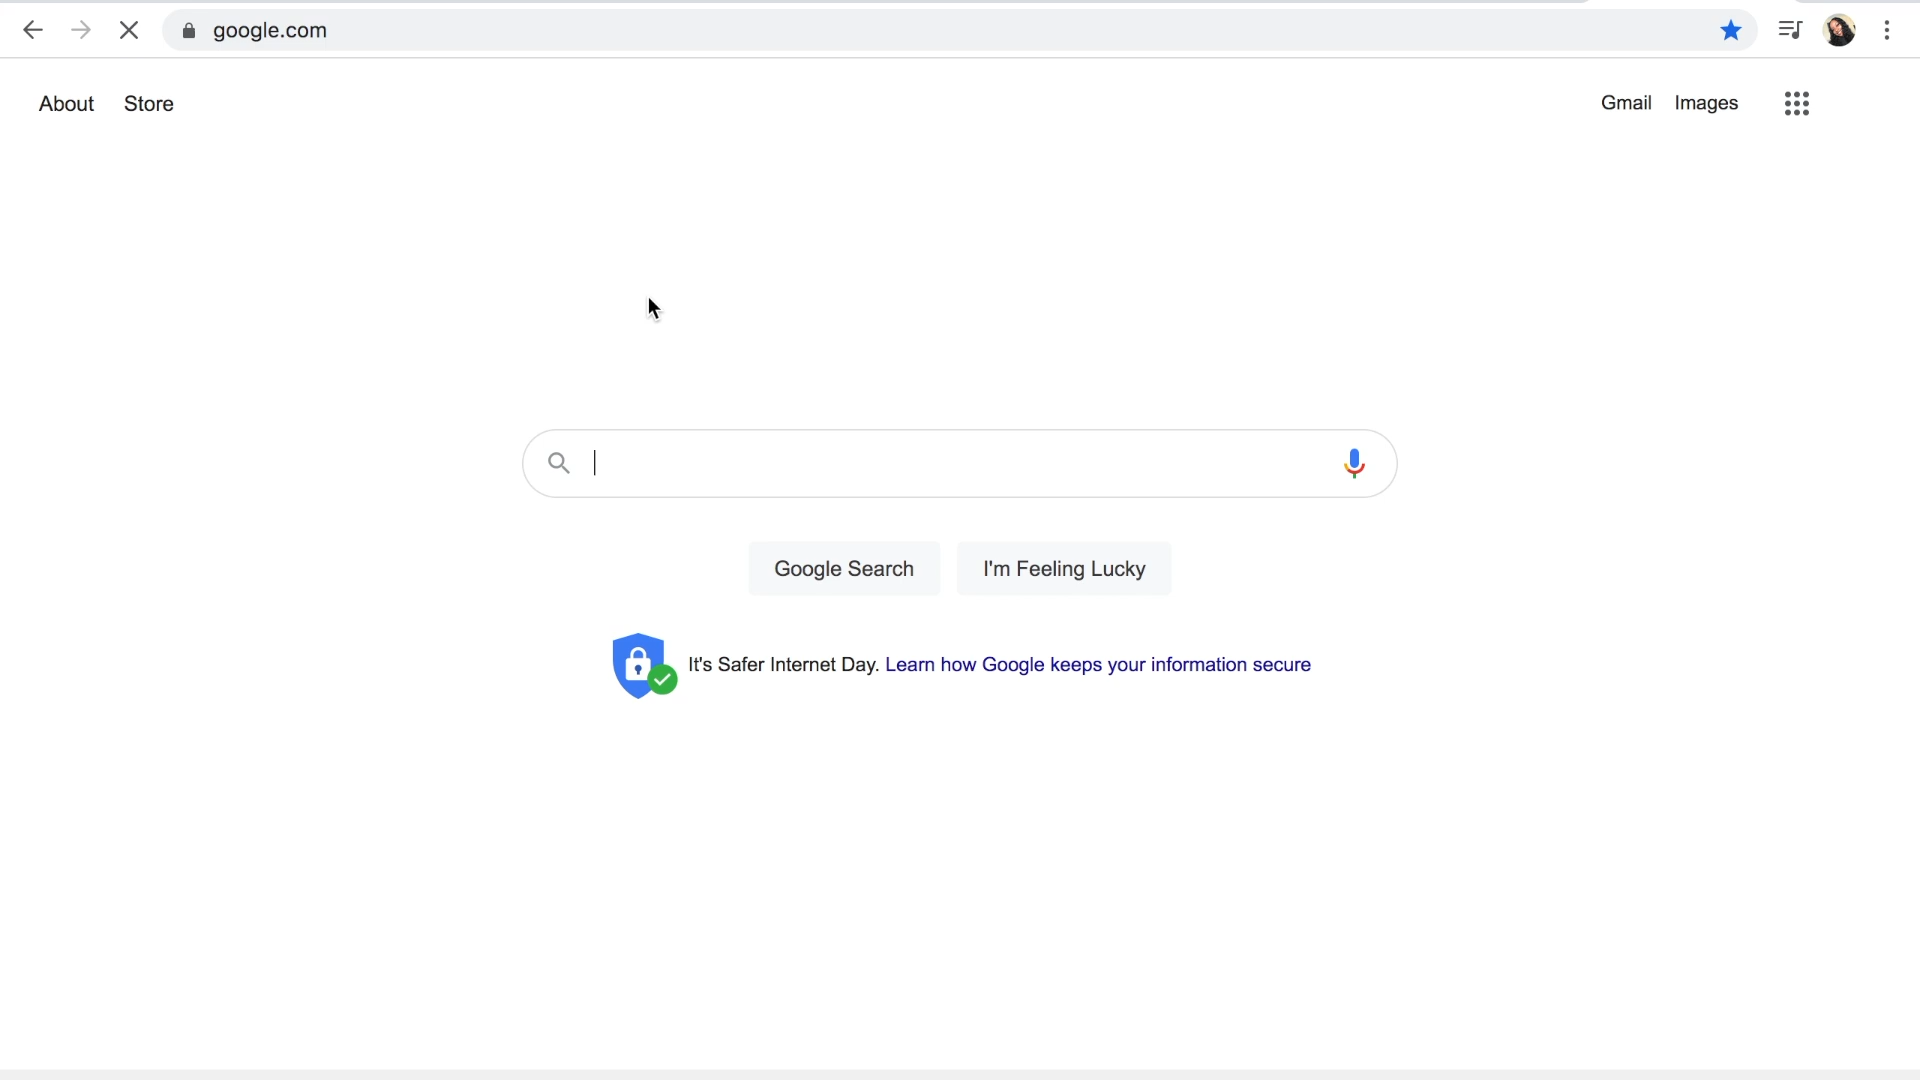 google.com
About Store Gmail Images
Google Search I'm Feeling Lucky
It's Safer Internet Day. Learn how Google keeps your information secure